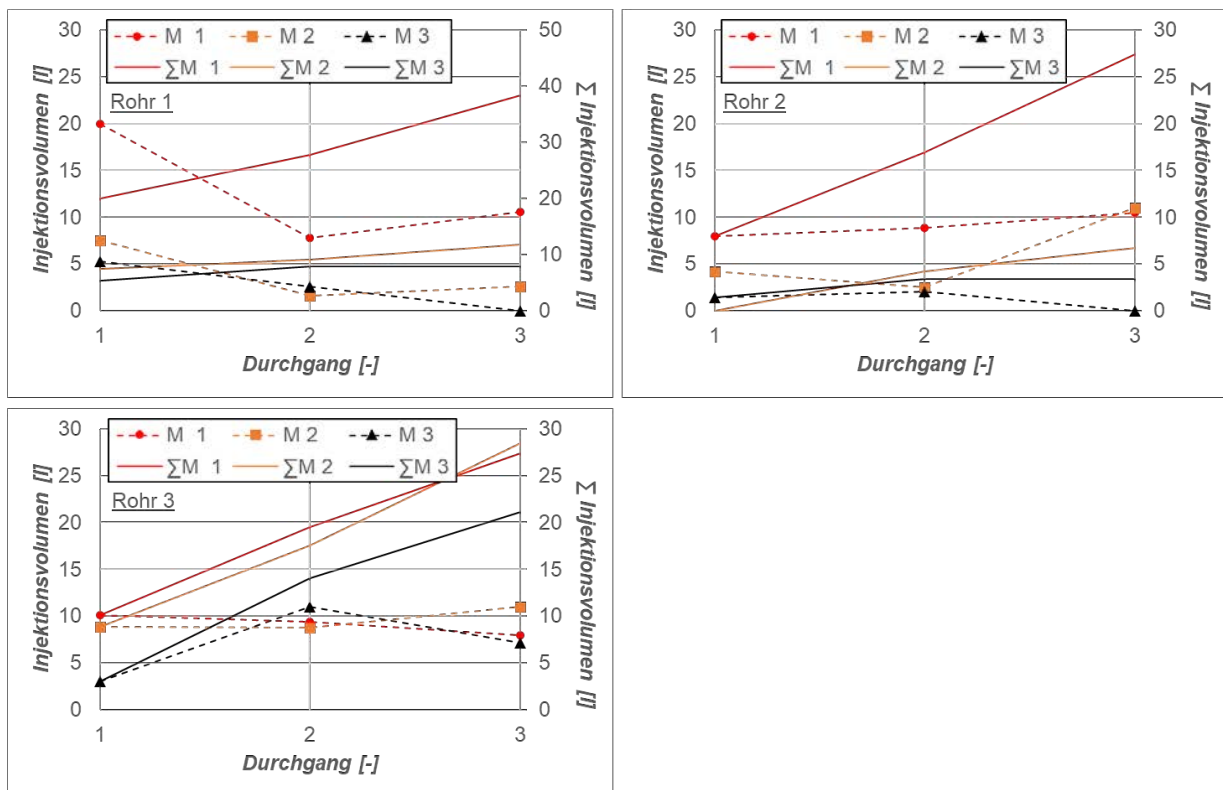 M 1 M 2 M 3
∑M 1 ∑M 2 ∑M 3
Rohr 1
Injektionsvolumen [l]
30
25
20
15
10
5
0
50
40
30
20
10
0
∑ Injektionsvolumen [l]
1 2 3
Durchgang [-]
M 1 M 2 M 3
∑M 1 ∑M 2 ∑M 3
Rohr 2
Injektionsvolumen [l]
30
25
20
15
10
5
0
30
25
20
15
10
5
0
∑ Injektionsvolumen [l]
1 2 3
Durchgang [-]
M 1 M 2 M 3
∑M 1 ∑M 2 ∑M 3
Rohr 3
Injektionsvolumen [l]
30
25
20
15
10
5
0
30
25
20
15
10
5
0
∑ Injektionsvolumen [l]
1 2 3
Durchgang [-]